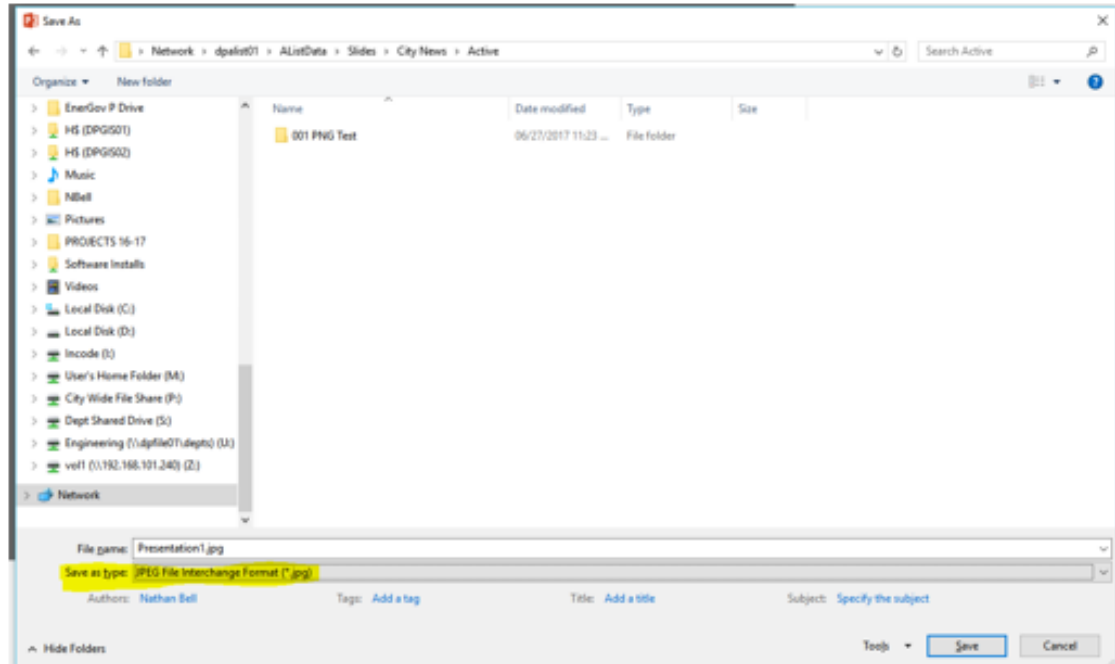 Save As
Network › dpalist01 › AListData › Slides › City News › Active
Search Active
Organize
New folder
Name Date modified Type Size
001 PNG Test 06/27/2017 11:23 ... File folder
EnerGov P Drive
HS (DPGIS01)
HS (DPGIS02)
Music
NBell
Pictures
PROJECTS 16-17
Software Installs
Videos
Local Disk (C:)
Local Disk (D:)
Incode (I:)
User's Home Folder (M:)
City Wide File Share (P:)
Dept Shared Drive (S:)
Engineering (\\dpfile01\depts) (U:)
vol1 (\\192.168.101.240) (Z:)
Network
File name: Presentation1.jpg
Save as type: JPEG File Interchange Format (*.jpg)
Authors: Nathan Bell Tags: Add a tag Title: Add a title Subject: Specify the subject
Hide Folders Tools Save Cancel